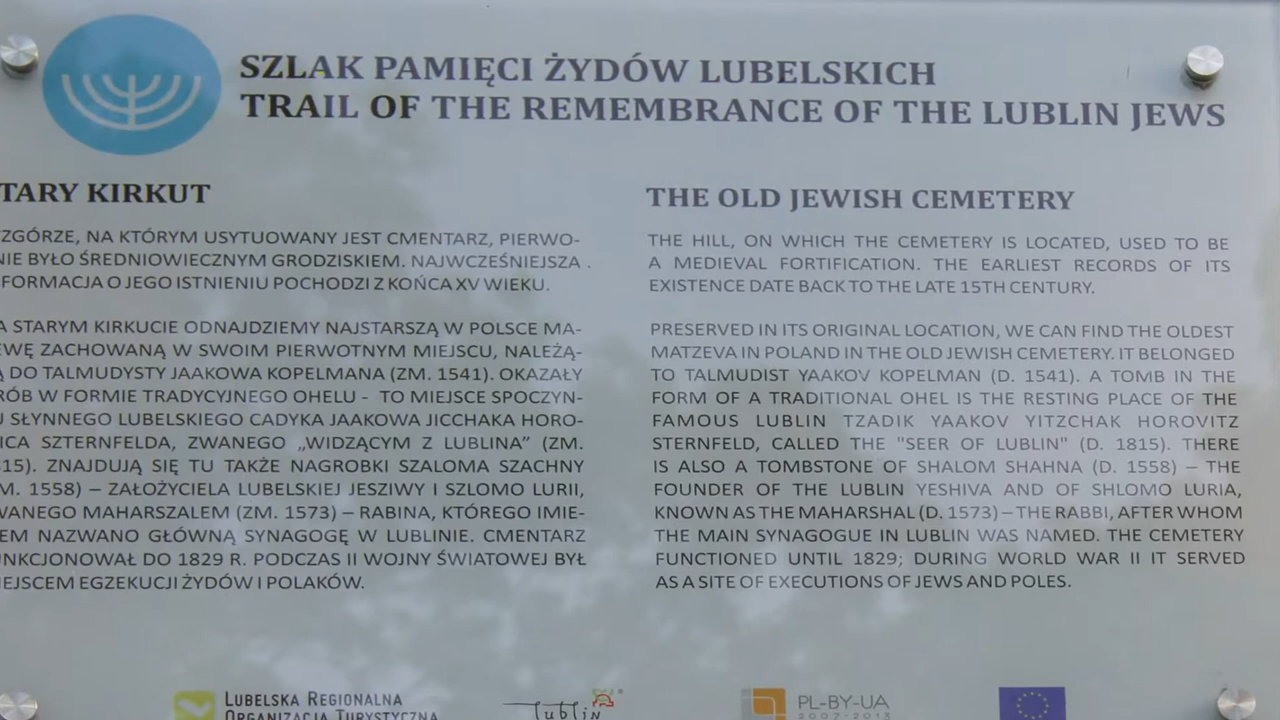 SZLAK PAMIĘCI ŻYDÓW LUBELSKICH
TRAIL OF THE REMEMBRANCE OF THE LUBLIN JEWS
TARY KIRKUT
ZGÓRZE, NA KTÓRYM USYTUOWANY JEST CMENTARZ, PIERWO-
NIE BYŁO ŚREDNIOWIECZNYM GRODZISKIEM. NAJWCZEŚNIEJSZA .
FORMACJA O JEGO ISTNIENIU POCHODZI Z KOŃCA XV WIEKU.
A STARYM KIRKUCIE ODNAJDZIEMY NAJSTARSZĄ W POLSCE MA-
EWĘ ZACHOWANĄ W SWOIM PIERWOTNYM MIEJSCU, NALEŻĄ-
Ą DO TALMUDYSTY JAAKOWA KOPELMANA (ZM. 1541). OKAZAŁY
RÓB W FORMIE TRADYCYJNEGO OHELU - TO MIEJSCE SPOCZYN-
U SŁYNNEGO LUBELSKIEGO CADYKA JAAKOWA JICCHAKA HORO-
ICA SZTERNFELDA, ZWANEGO „WIDZĄCYM Z LUBLINA” (ZM.
815). ZNAJDUJĄ SIĘ TU TAKŻE NAGROBKI SZALOMA SZACHNY
M. 1558) – ZAŁOŻYCIELA LUBELSKIEJ JESZIWY I SZLOMO LURII,
WANEGO MAHARSZALEM (ZM. 1573) – RABINA, KTÓREGO IMIE-
EM NAZWANO GŁÓWNĄ SYNAGOGĘ W LUBLINIE. CMENTARZ
UNKCJONOWAŁ DO 1829 R. PODCZAS II WOJNY ŚWIATOWEJ BYŁ
IEJSCEM EGZEKUCJI ŻYDÓW I POLAKÓW.
THE OLD JEWISH CEMETERY
THE HILL, ON WHICH THE CEMETERY IS LOCATED, USED TO BE
A MEDIEVAL FORTIFICATION. THE EARLIEST RECORDS OF ITS
EXISTENCE DATE BACK TO THE LATE 15TH CENTURY.
PRESERVED IN ITS ORIGINAL LOCATION, WE CAN FIND THE OLDEST
MATZEVA IN POLAND IN THE OLD JEWISH CEMETERY. IT BELONGED
TO TALMUDIST YAAKOV KOPELMAN (D. 1541). A TOMB IN THE
FORM OF A TRADITIONAL OHEL IS THE RESTING PLACE OF THE
FAMOUS LUBLIN TZADIK YAAKOV YITZCHAK HOROVITZ
STERNFELD, CALLED THE "SEER OF LUBLIN" (D. 1815). THERE
IS ALSO A TOMBSTONE OF SHALOM SHAHNA (D. 1558) – THE
FOUNDER OF THE LUBLIN YESHIVA AND OF SHLOMO LURIA,
KNOWN AS THE MAHARSHAL (D. 1573) – THE RABBI, AFTER WHOM
THE MAIN SYNAGOGUE IN LUBLIN WAS NAMED. THE CEMETERY
FUNCTIONED UNTIL 1829; DURING WORLD WAR II IT SERVED
AS A SITE OF EXECUTIONS OF JEWS AND POLES.
LUBELSKA REGIONALNA
ORGANIZACJA TURYSTYCZNA
Lublin
PL-BY-UA
2007-2013